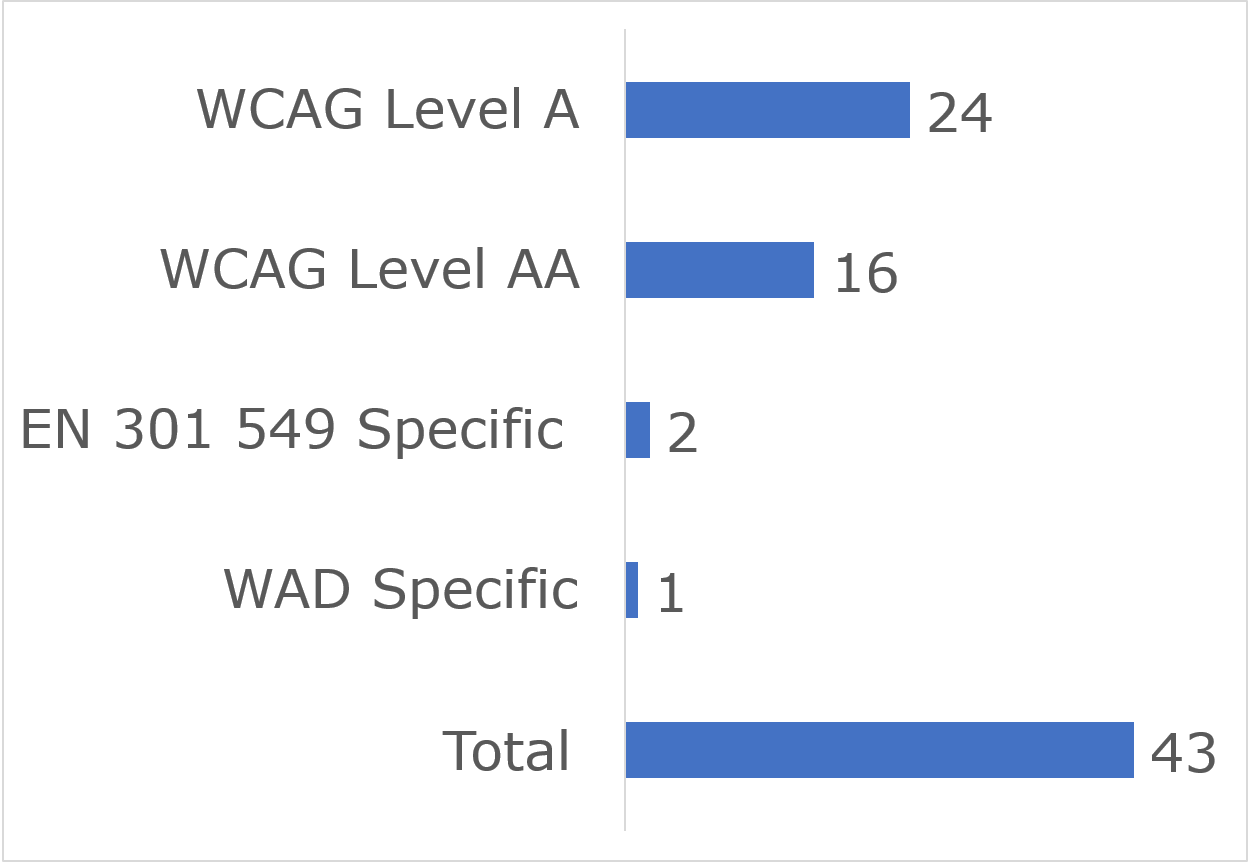 WCAG Level A 24
WCAG Level AA 16
EN 301 549 Specific 2
WAD Specific 1
Total 43